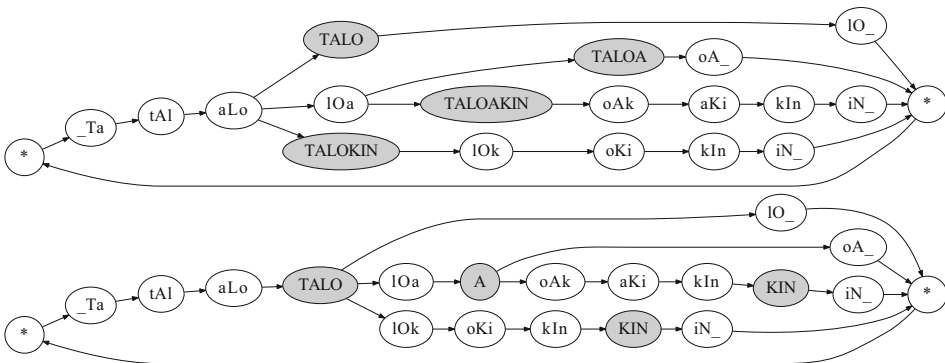 TALO lO_
TALOA oA_
* _Ta tAl aLo lOa TALOAKIN oAk aKi kIn iN_ *
TALOKIN lOk oKi kIn iN_
lO_
oA_
* _Ta tAl aLo TALO lOa A oAk aKi kIn KIN iN_ *
lOk oKi kIn KIN iN_